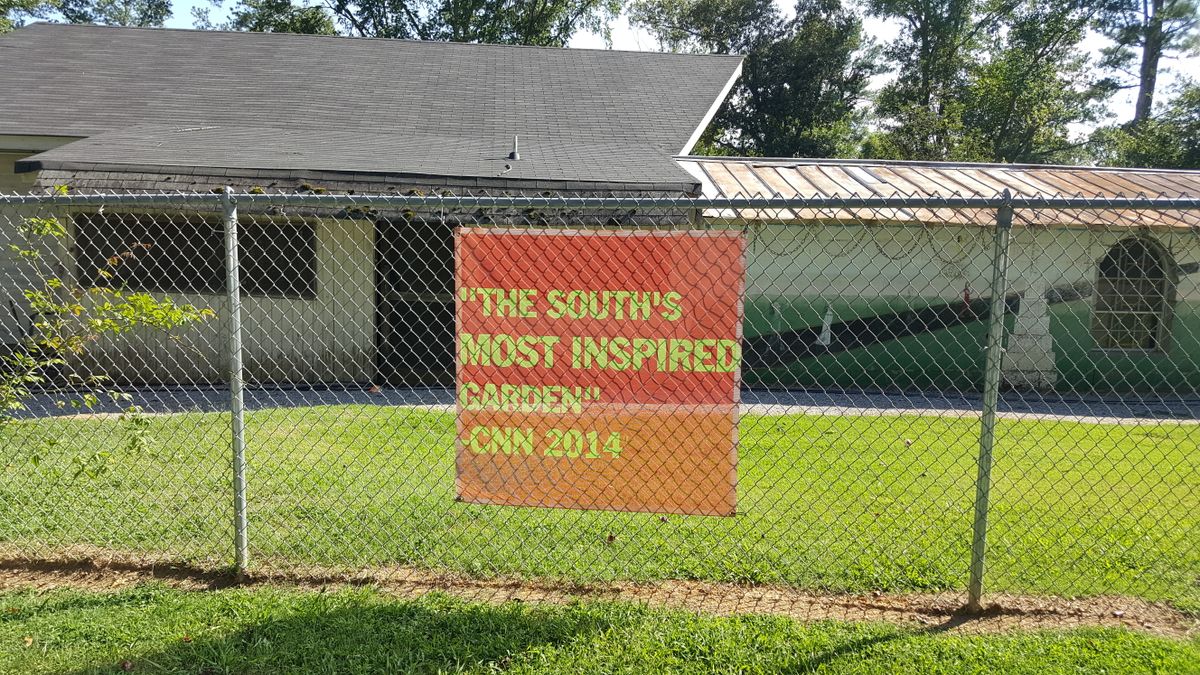 "THE SOUTH'S
MOST INSPIRED
GARDEN"
-CNN 2014